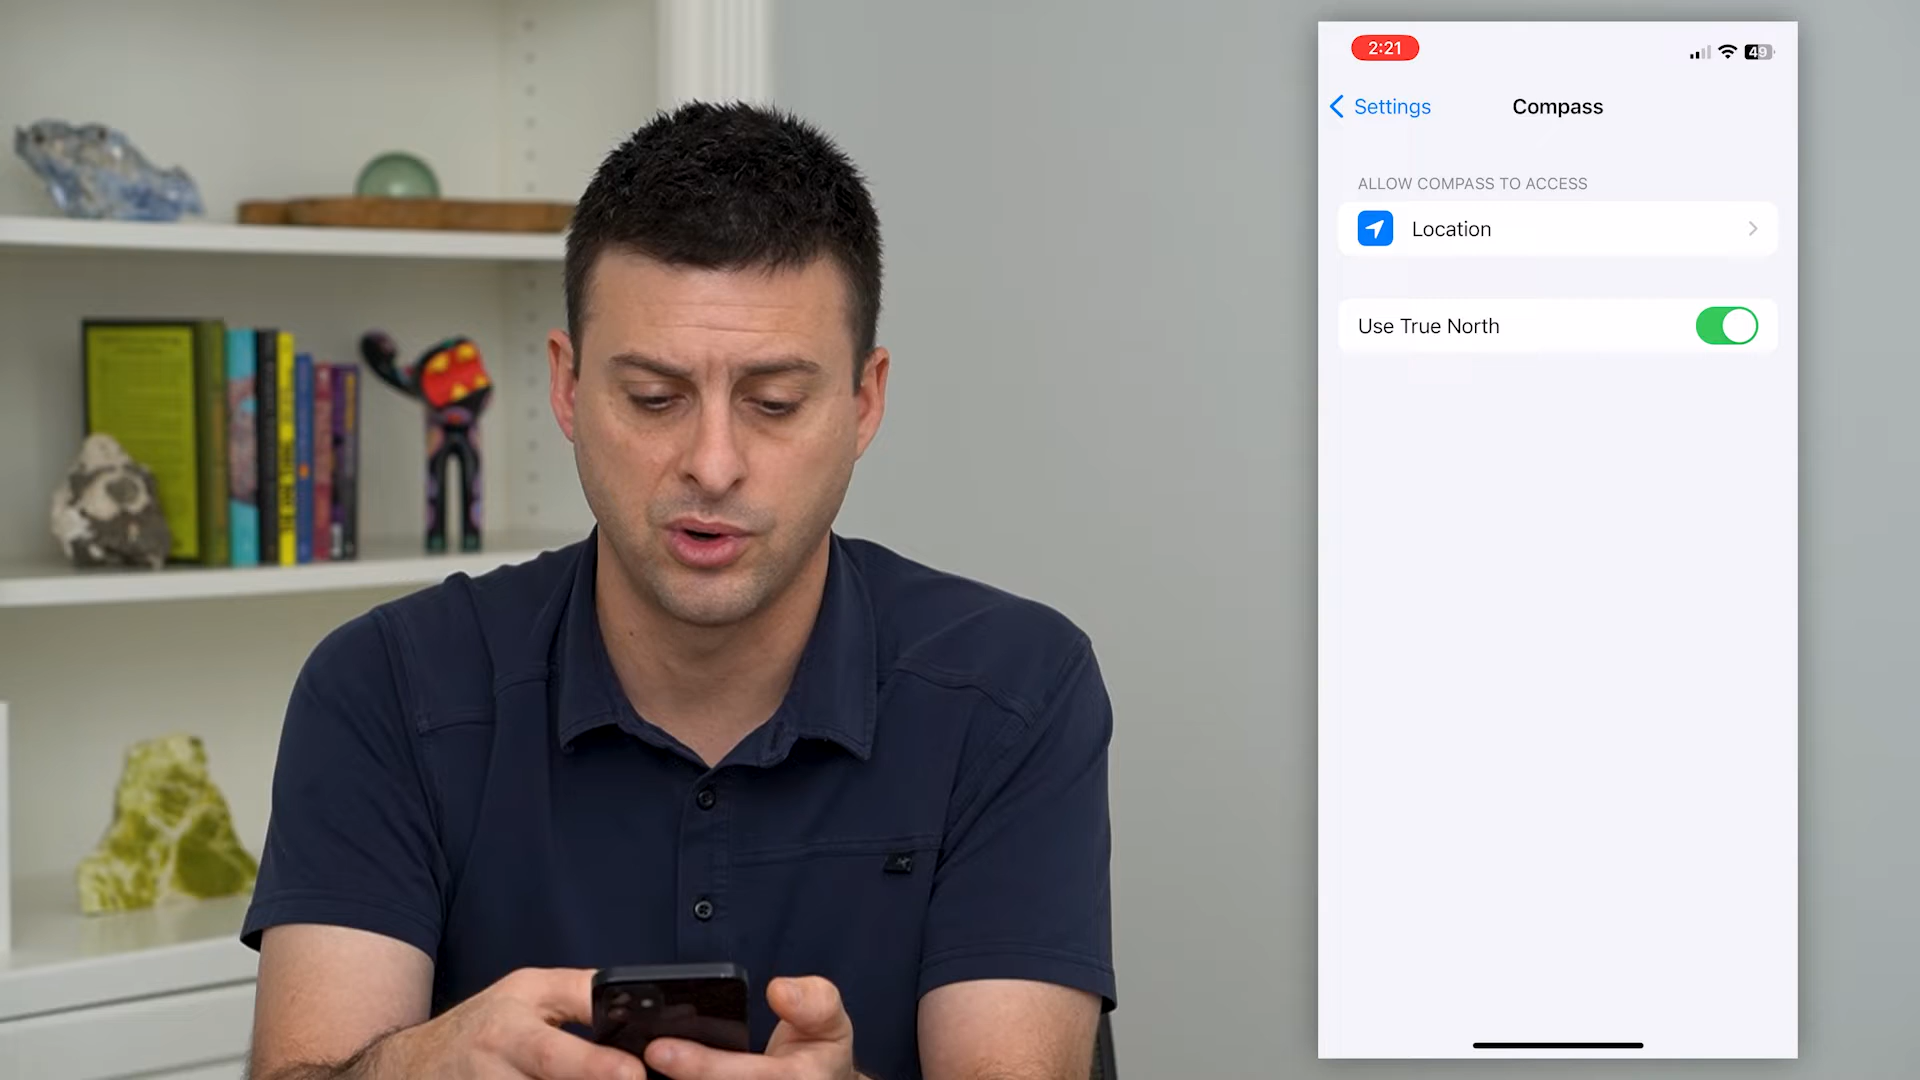 2:21
49
Settings
Compass
ALLOW COMPASS TO ACCESS
Location
Use True North